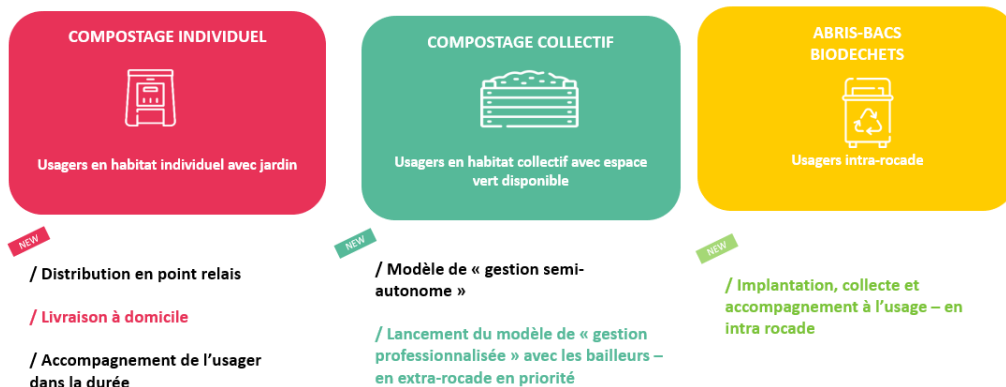 COMPOSTAGE INDIVIDUEL
Usagers en habitat individuel avec jardin
NEW
/ Distribution en point relais
/ Livraison à domicile
/ Accompagnement de l'usager
dans la durée
COMPOSTAGE COLLECTIF
Usagers en habitat collectif avec espace
vert disponible
NEW
/ Modèle de « gestion semi-
autonome »
/ Lancement du modèle de « gestion
professionnalisée » avec les bailleurs –
en extra-rocade en priorité
ABRIS-BACS
BIODECHETS
Usagers intra-rocade
NEW
/ Implantation, collecte et
accompagnement à l'usage – en
intra rocade